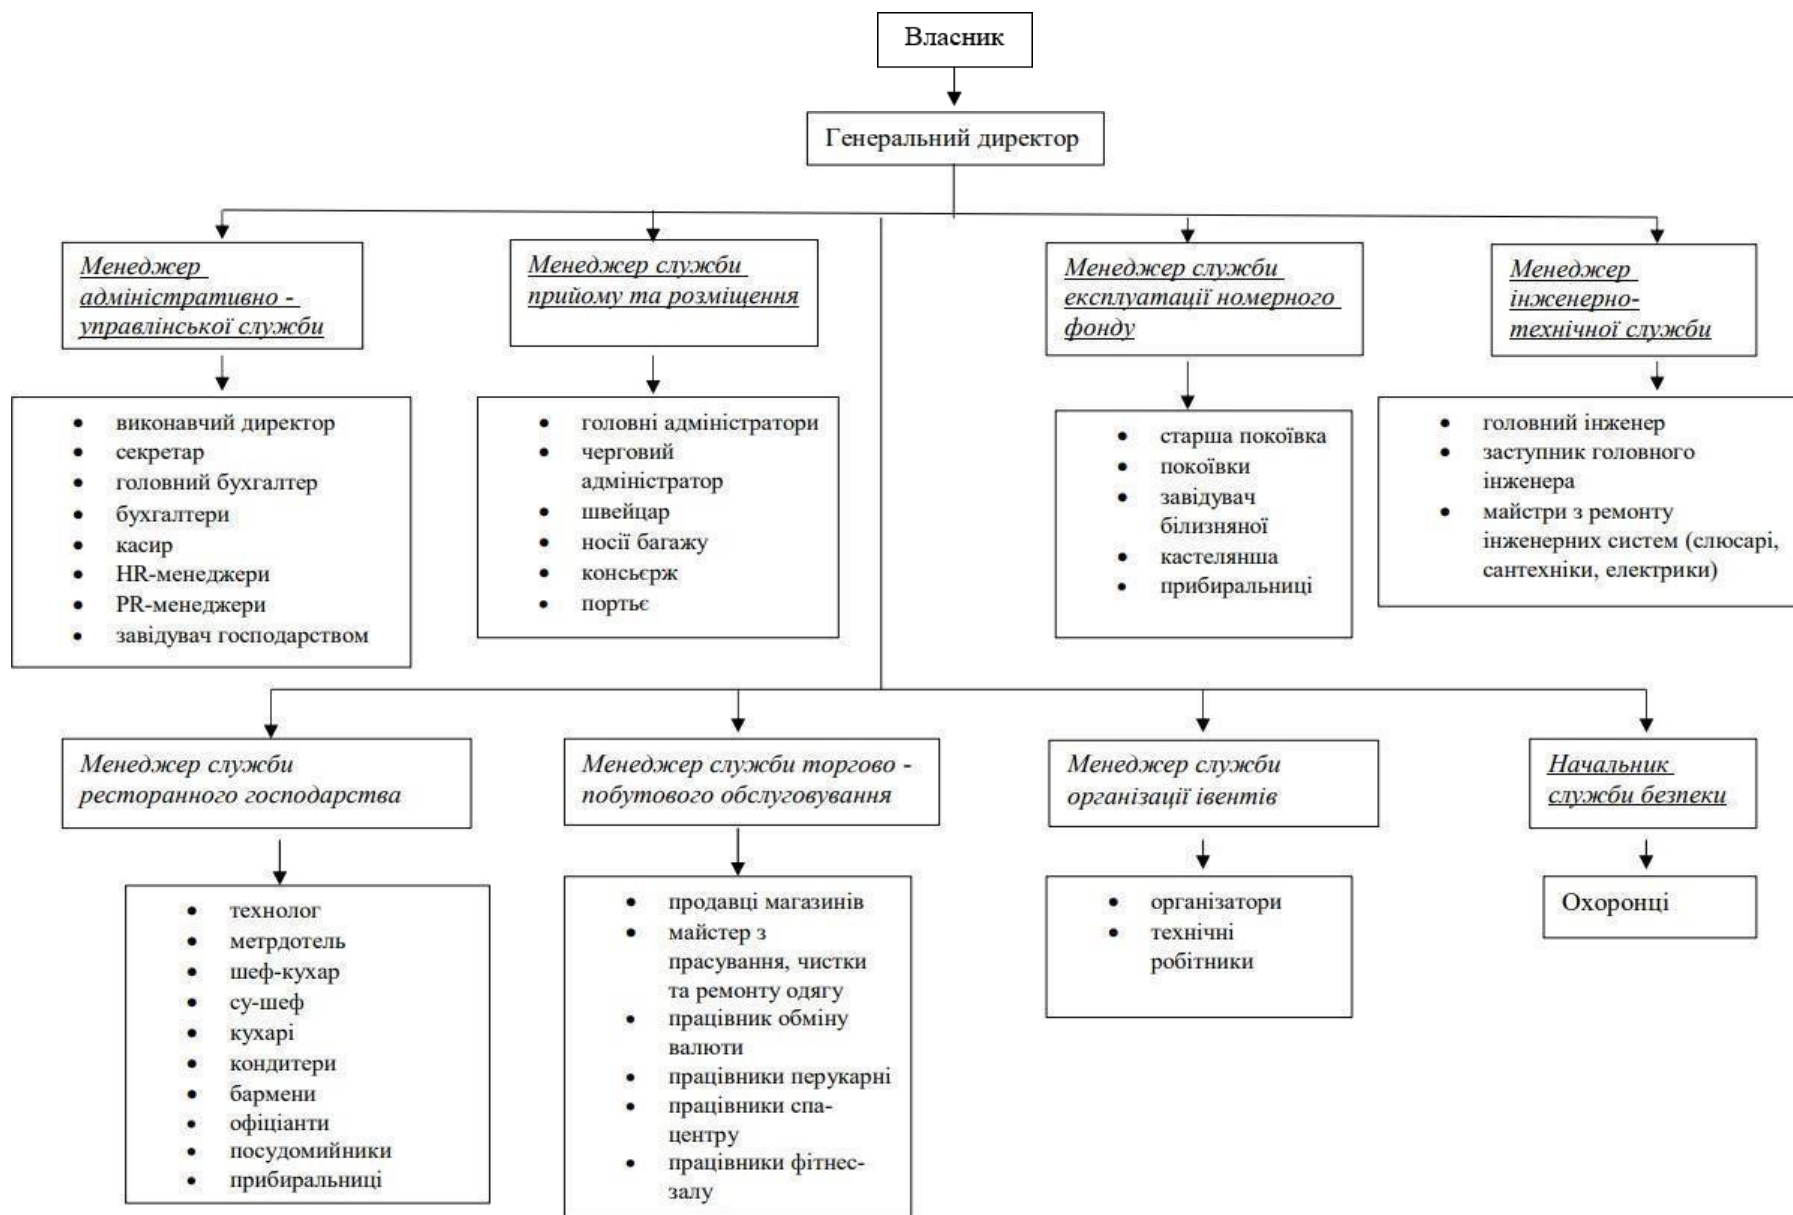 Власник
Генеральний директор
Менеджер
адміністративно -
управлінської служби
Менеджер служби
прийому та розміщення
Менеджер служби
експлуатації номерного
фонду
Менеджер
інженерно-
технічної служби
• виконавчий директор
• секретар
• головний бухгалтер
• бухгалтери
• касир
• HR-менеджери
• PR-менеджери
• завідувач господарством
• головні адміністратори
• черговий
адміністратор
• швейцар
• носії багажу
• консьєрж
• портьє
• старша покоївка
• покоївки
• завідувач
білизняної
• кастелянша
• прибиральниці
• головний інженер
• заступник головного
інженера
• майстри з ремонту
інженерних систем (слюсарі,
сантехніки, електрики)
Менеджер служби
ресторанного господарства
Менеджер служби торгово -
побутового обслуговування
Менеджер служби
організації івентів
Начальник
служби безпеки
• технолог
• метрдотель
• шеф-кухар
• су-шеф
• кухарі
• кондитери
• бармени
• офіціанти
• посудомийники
• прибиральниці
• продавці магазинів
• майстер з
прасування, чистки
та ремонту одягу
• працівник обміну
валюти
• працівники перукарні
• працівники спа-
центру
• працівники фітнес-
залу
• організатори
• технічні
робітники
Охоронці